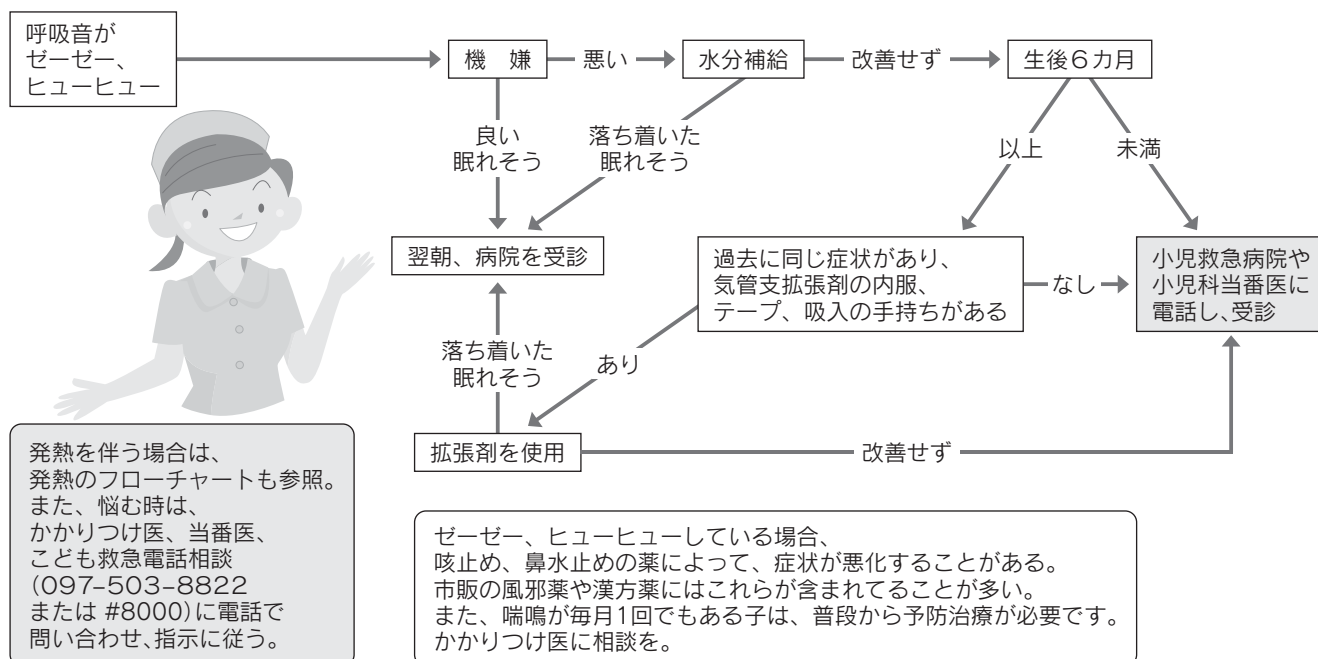 呼吸音が
ゼーゼー、
ヒューヒュー
機　嫌
悪い
水分補給
改善せず
生後6カ月
良い
眠れそう
落ち着いた
眠れそう
以上
未満
翌朝、病院を受診
過去に同じ症状があり、
気管支拡張剤の内服、
テープ、吸入の手持ちがある
なし
小児救急病院や
小児科当番医に
電話し、受診
落ち着いた
眠れそう
あり
拡張剤を使用
改善せず
発熱を伴う場合は、
発熱のフローチャートも参照。
また、悩む時は、
かかりつけ医、当番医、
こども救急電話相談
(097-503-8822
または #8000)に電話で
問い合わせ、指示に従う。
ゼーゼー、ヒューヒューしている場合、
咳止め、鼻水止めの薬によって、症状が悪化することがある。
市販の風邪薬や漢方薬にはこれらが含まれてることが多い。
また、喘鳴が毎月1回でもある子は、普段から予防治療が必要です。
かかりつけ医に相談を。